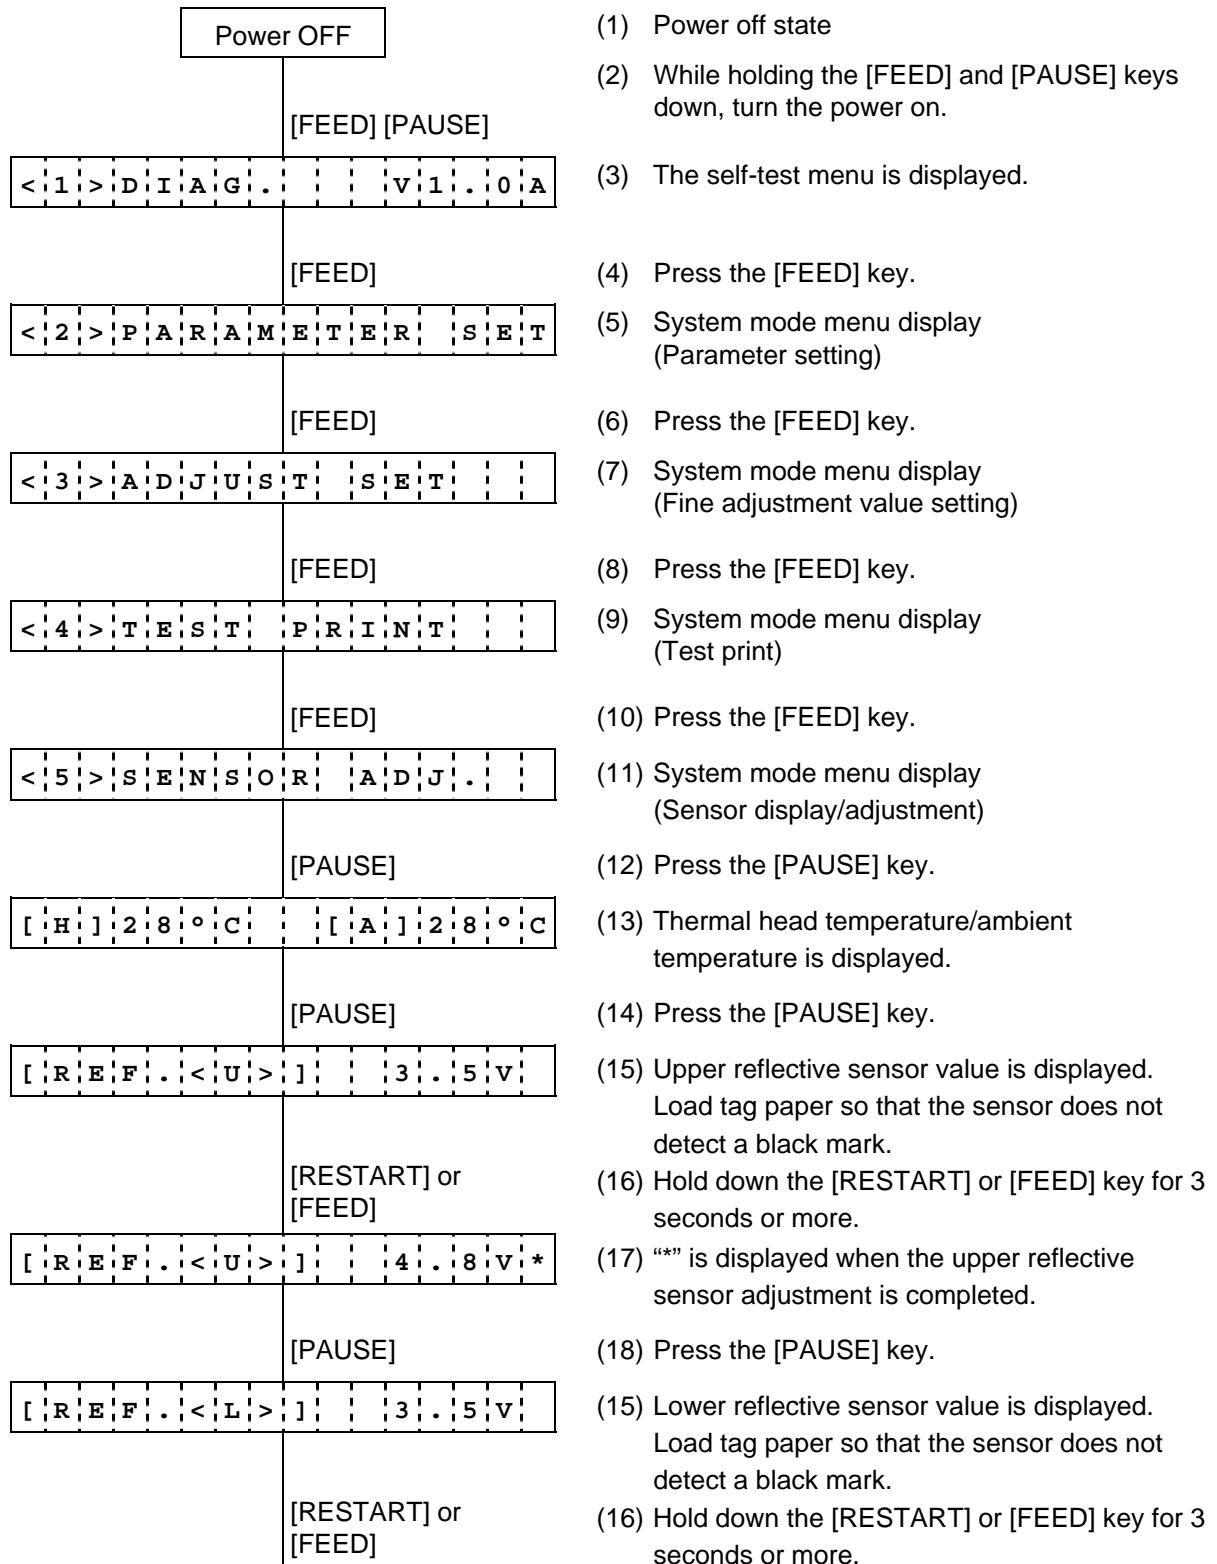 Power OFF
(1) Power off state
[FEED] [PAUSE]
(2) While holding the [FEED] and [PAUSE] keys
down, turn the power on.
<1>DIAG.   V1.0A
(3) The self-test menu is displayed.
[FEED]
(4) Press the [FEED] key.
<2>PARAMETER SET
(5) System mode menu display
(Parameter setting)
[FEED]
(6) Press the [FEED] key.
<3>ADJUST SET
(7) System mode menu display
(Fine adjustment value setting)
[FEED]
(8) Press the [FEED] key.
<4>TEST PRINT
(9) System mode menu display
(Test print)
[FEED]
(10) Press the [FEED] key.
<5>SENSOR ADJ.
(11) System mode menu display
(Sensor display/adjustment)
[PAUSE]
(12) Press the [PAUSE] key.
[H]28°C  [A]28°C
(13) Thermal head temperature/ambient
temperature is displayed.
[PAUSE]
(14) Press the [PAUSE] key.
[REF.<U>]  3.5V
(15) Upper reflective sensor value is displayed.
Load tag paper so that the sensor does not
detect a black mark.
[RESTART] or
[FEED]
(16) Hold down the [RESTART] or [FEED] key for 3
seconds or more.
[REF.<U>]  4.8V*
(17) “*” is displayed when the upper reflective
sensor adjustment is completed.
[PAUSE]
(18) Press the [PAUSE] key.
[REF.<L>]  3.5V
(15) Lower reflective sensor value is displayed.
Load tag paper so that the sensor does not
detect a black mark.
[RESTART] or
[FEED]
(16) Hold down the [RESTART] or [FEED] key for 3
seconds or more.